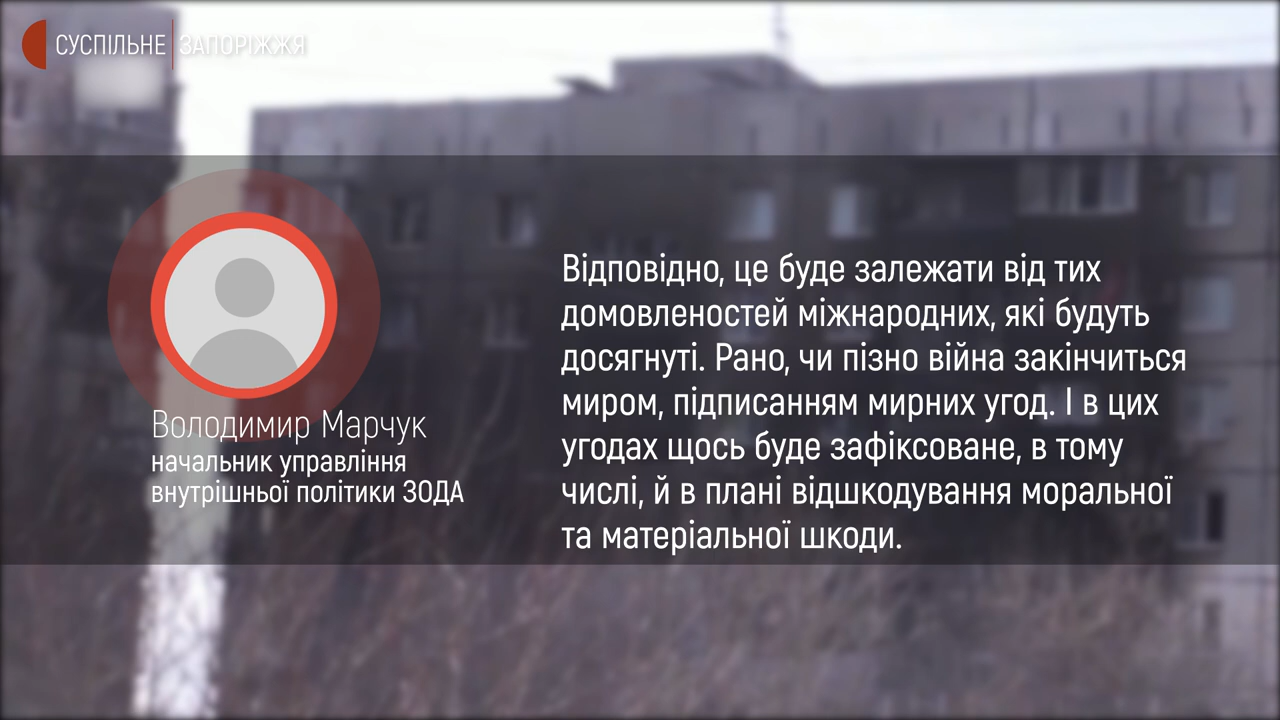 СУСПІЛЬНЕ ЗАПОРІЖЖЯ
Володимир Марчук
начальник управління
внутрішньої політики ЗОДА
Відповідно, це буде залежати від тих
домовленостей міжнародних, які будуть
досягнуті. Рано, чи пізно війна закінчиться
миром, підписанням мирних угод. І в цих
угодах щось буде зафіксоване, в тому
числі, й в плані відшкодування моральної
та матеріальної шкоди.